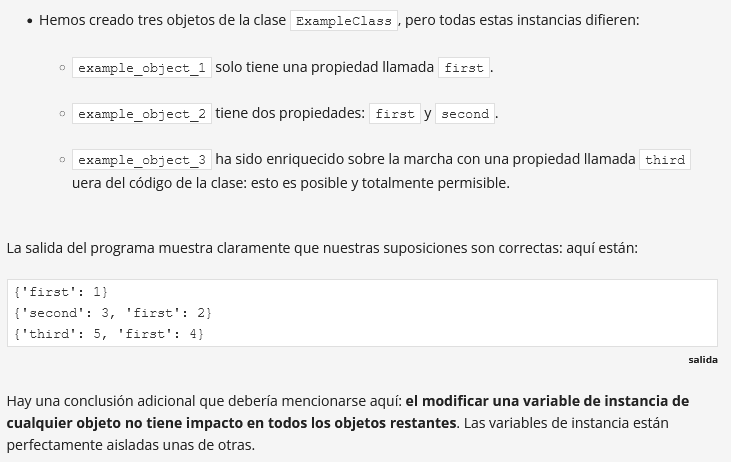 • Hemos creado tres objetos de la clase ExampleClass, pero todas estas instancias difieren:
○ example_object_1 solo tiene una propiedad llamada first.
○ example_object_2 tiene dos propiedades: first y second.
○ example_object_3 ha sido enriquecido sobre la marcha con una propiedad llamada third
uera del código de la clase: esto es posible y totalmente permisible.
La salida del programa muestra claramente que nuestras suposiciones son correctas: aquí están:
{'first': 1}
{'second': 3, 'first': 2}
{'third': 5, 'first': 4}
salida
Hay una conclusión adicional que debería mencionarse aquí: el modificar una variable de instancia de
cualquier objeto no tiene impacto en todos los objetos restantes. Las variables de instancia están
perfectamente aisladas unas de otras.